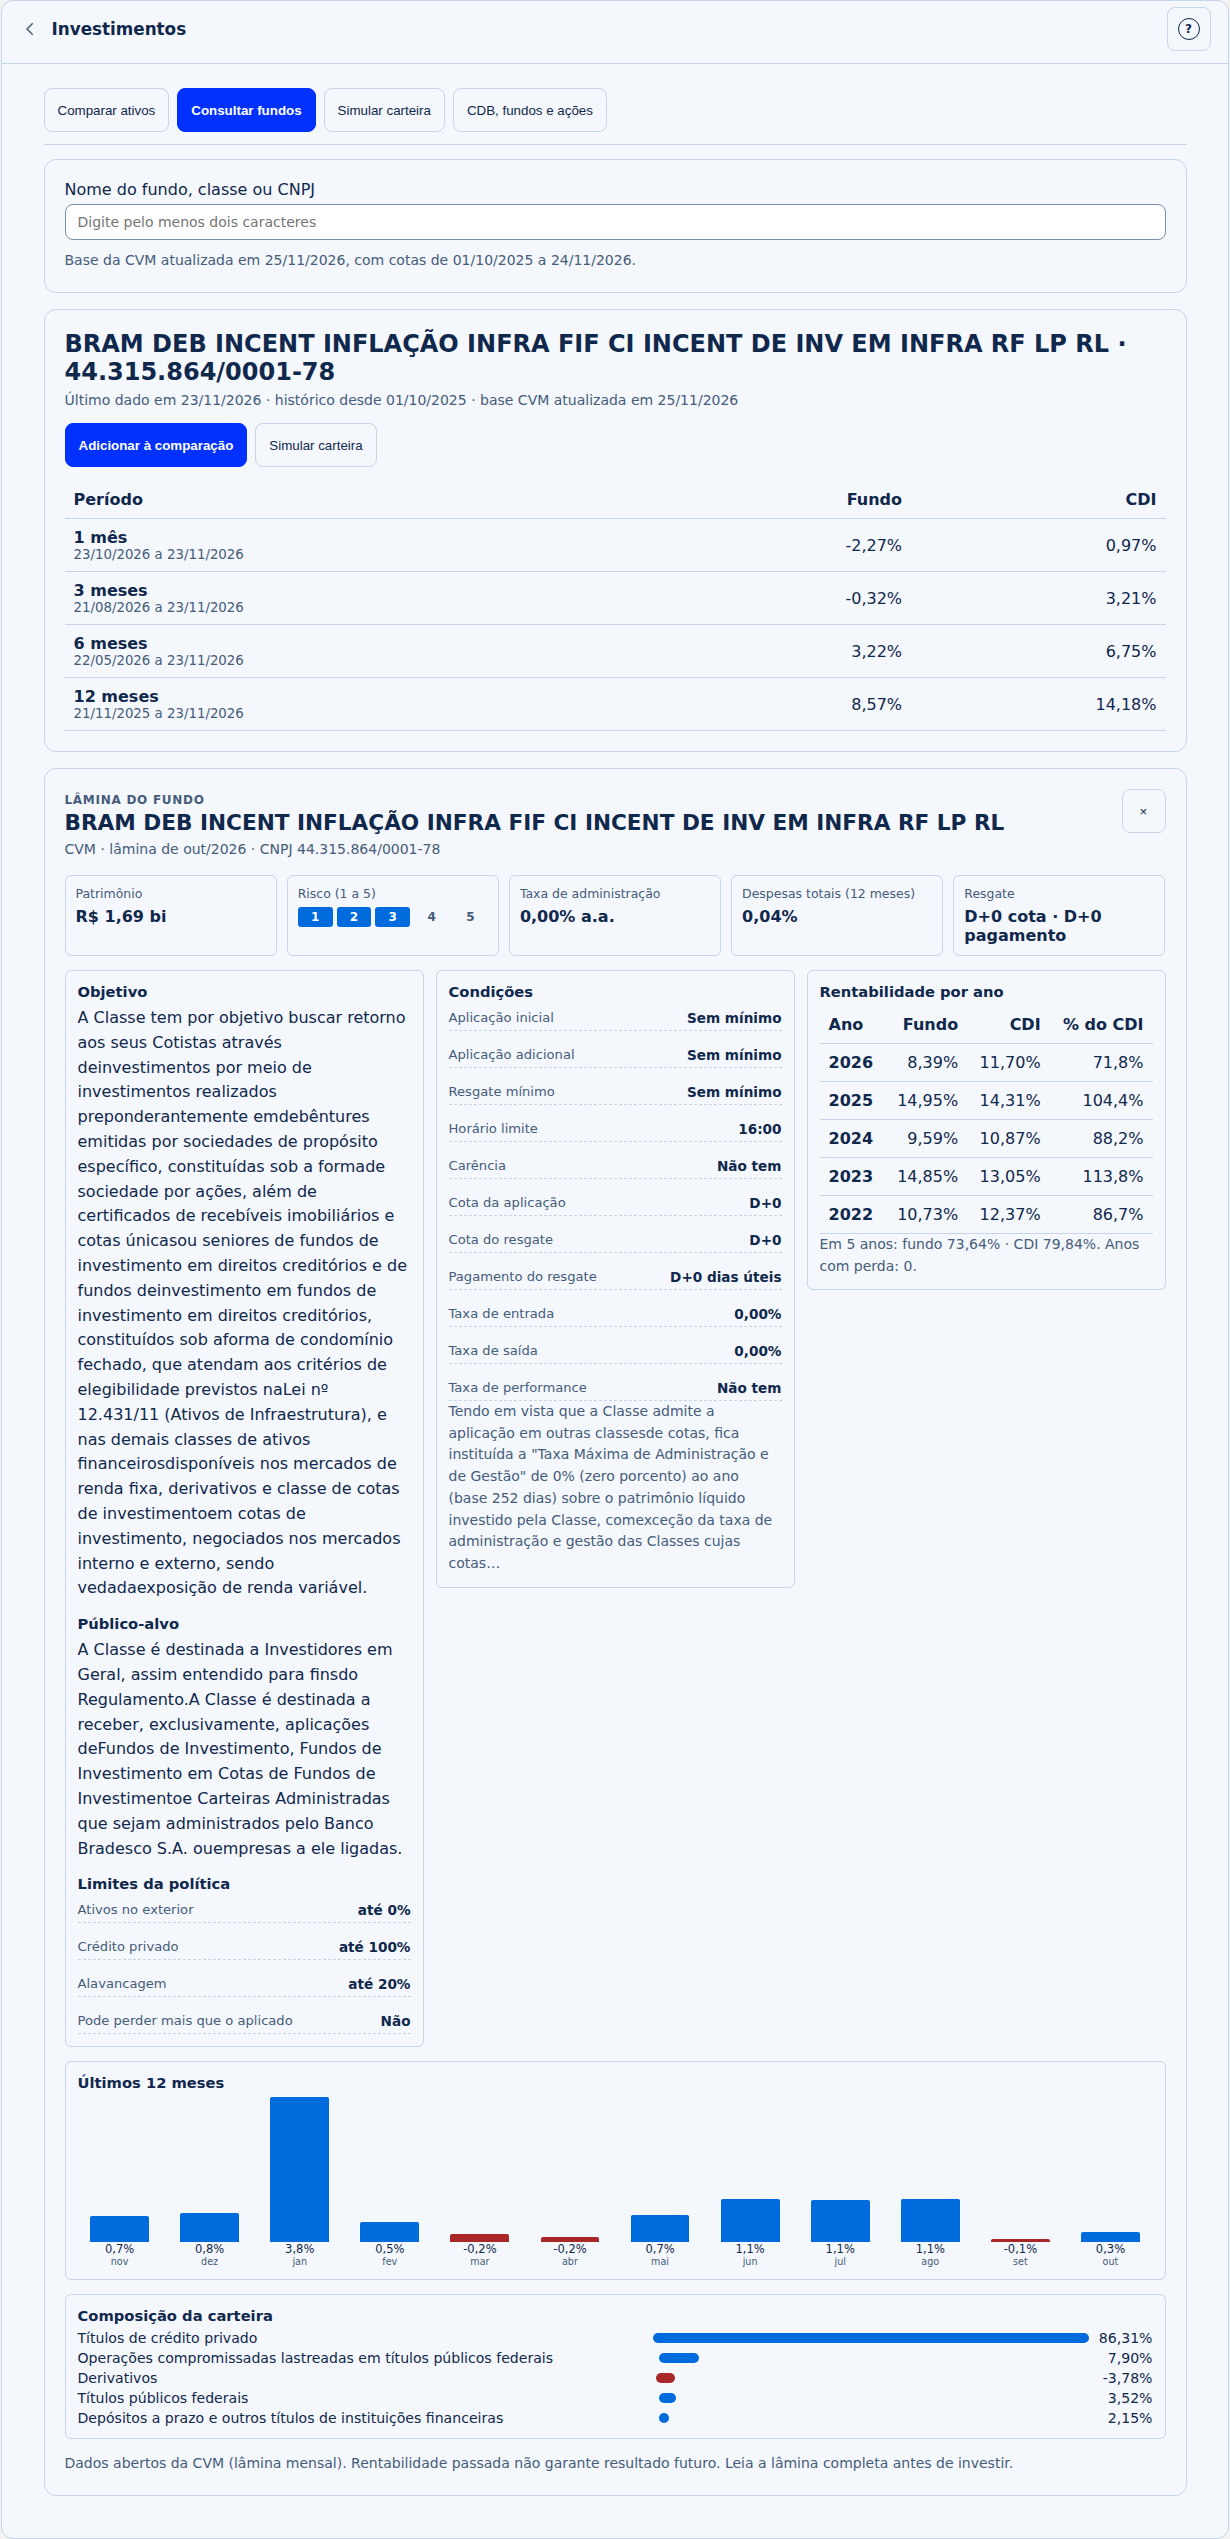 Investimentos
?
Comparar ativos
Consultar fundos
Simular carteira
CDB, fundos e ações
Nome do fundo, classe ou CNPJ
Digite pelo menos dois caracteres
Base da CVM atualizada em 25/11/2026, com cotas de 01/10/2025 a 24/11/2026.
BRAM DEB INCENT INFLAÇÃO INFRA FIF CI INCENT DE INV EM INFRA RF LP RL ·
44.315.864/0001-78
Último dado em 23/11/2026 · histórico desde 01/10/2025 · base CVM atualizada em 25/11/2026
Adicionar à comparação
Simular carteira
Período Fundo CDI
1 mês
23/10/2026 a 23/11/2026
-2,27% 0,97%
3 meses
21/08/2026 a 23/11/2026
-0,32% 3,21%
6 meses
22/05/2026 a 23/11/2026
3,22% 6,75%
12 meses
21/11/2025 a 23/11/2026
8,57% 14,18%
LÂMINA DO FUNDO
BRAM DEB INCENT INFLAÇÃO INFRA FIF CI INCENT DE INV EM INFRA RF LP RL
×
CVM · lâmina de out/2026 · CNPJ 44.315.864/0001-78
Patrimônio
R$ 1,69 bi
Risco (1 a 5)
1 2 3 4 5
Taxa de administração
0,00% a.a.
Despesas totais (12 meses)
0,04%
Resgate
D+0 cota · D+0
pagamento
Objetivo
A Classe tem por objetivo buscar retorno
aos seus Cotistas através
deinvestimentos por meio de
investimentos realizados
preponderantemente emdebêntures
emitidas por sociedades de propósito
específico, constituídas sob a formade
sociedade por ações, além de
certificados de recebíveis imobiliários e
cotas únicasou seniores de fundos de
investimento em direitos creditórios e de
fundos deinvestimento em fundos de
investimento em direitos creditórios,
constituídos sob aforma de condomínio
fechado, que atendam aos critérios de
elegibilidade previstos naLei nº
12.431/11 (Ativos de Infraestrutura), e
nas demais classes de ativos
financeirosdisponíveis nos mercados de
renda fixa, derivativos e classe de cotas
de investimentoem cotas de
investimento, negociados nos mercados
interno e externo, sendo
vedadaexposição de renda variável.
Público-alvo
A Classe é destinada a Investidores em
Geral, assim entendido para finsdo
Regulamento.A Classe é destinada a
receber, exclusivamente, aplicações
deFundos de Investimento, Fundos de
Investimento em Cotas de Fundos de
Investimentoe Carteiras Administradas
que sejam administrados pelo Banco
Bradesco S.A. ouempresas a ele ligadas.
Limites da política
Ativos no exterior até 0%
Crédito privado até 100%
Alavancagem até 20%
Pode perder mais que o aplicado Não
Condições
Aplicação inicial Sem mínimo
Aplicação adicional Sem mínimo
Resgate mínimo Sem mínimo
Horário limite 16:00
Carência Não tem
Cota da aplicação D+0
Cota do resgate D+0
Pagamento do resgate D+0 dias úteis
Taxa de entrada 0,00%
Taxa de saída 0,00%
Taxa de performance Não tem
Tendo em vista que a Classe admite a
aplicação em outras classesde cotas, fica
instituída a "Taxa Máxima de Administração e
de Gestão" de 0% (zero porcento) ao ano
(base 252 dias) sobre o patrimônio líquido
investido pela Classe, comexceção da taxa de
administração e gestão das Classes cujas
cotas…
Rentabilidade por ano
Ano Fundo CDI % do CDI
2026 8,39% 11,70% 71,8%
2025 14,95% 14,31% 104,4%
2024 9,59% 10,87% 88,2%
2023 14,85% 13,05% 113,8%
2022 10,73% 12,37% 86,7%
Em 5 anos: fundo 73,64% · CDI 79,84%. Anos
com perda: 0.
Últimos 12 meses
0,7% 0,8% 3,8% 0,5% -0,2% -0,2% 0,7% 1,1% 1,1% 1,1% -0,1% 0,3%
nov dez jan fev mar abr mai jun jul ago set out
Composição da carteira
Títulos de crédito privado 86,31%
Operações compromissadas lastreadas em títulos públicos federais 7,90%
Derivativos -3,78%
Títulos públicos federais 3,52%
Depósitos a prazo e outros títulos de instituições financeiras 2,15%
Dados abertos da CVM (lâmina mensal). Rentabilidade passada não garante resultado futuro. Leia a lâmina completa antes de investir.